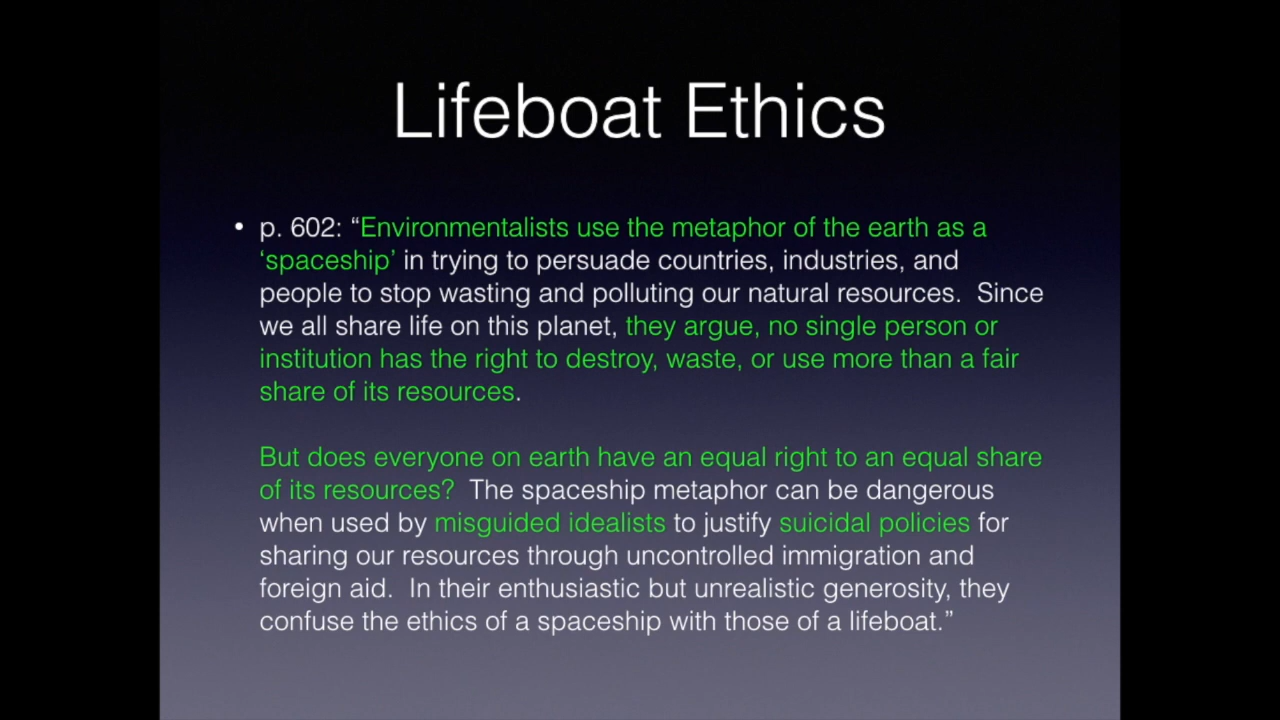 Lifeboat Ethics
• p. 602: “Environmentalists use the metaphor of the earth as a
‘spaceship’ in trying to persuade countries, industries, and
people to stop wasting and polluting our natural resources.  Since
we all share life on this planet, they argue, no single person or
institution has the right to destroy, waste, or use more than a fair
share of its resources.
But does everyone on earth have an equal right to an equal share
of its resources?  The spaceship metaphor can be dangerous
when used by misguided idealists to justify suicidal policies for
sharing our resources through uncontrolled immigration and
foreign aid.  In their enthusiastic but unrealistic generosity, they
confuse the ethics of a spaceship with those of a lifeboat.”